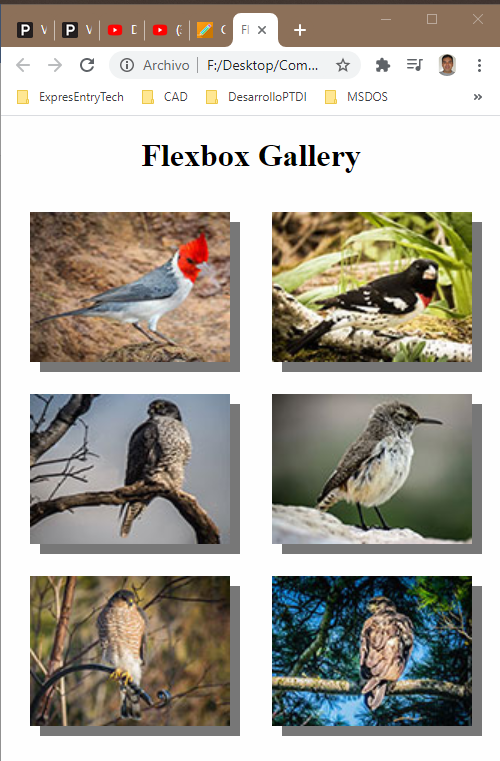 Archivo | F:/Desktop/Com...
ExpresEntryTech CAD DesarrolloPTDI MSDOS »
Flexbox Gallery